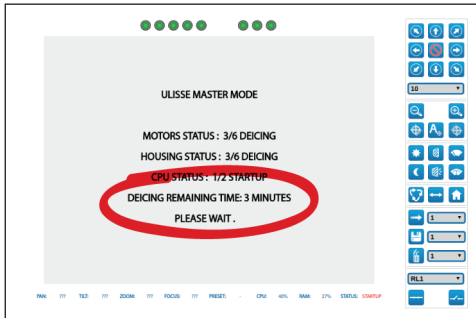 ULISSE MASTER MODE
MOTORS STATUS : 3/6 DEICING
HOUSING STATUS : 3/6 DEICING
CPU STATUS : 1/2 STARTUP
DEICING REMAINING TIME: 3 MINUTES
PLEASE WAIT .
10
A
1
1
1
RL1
PAN: ??? TILT: ??? ZOOM: ??? FOCUS: ??? PRESET: - CPU: 40% RAM: 27% STATUS: STARTUP